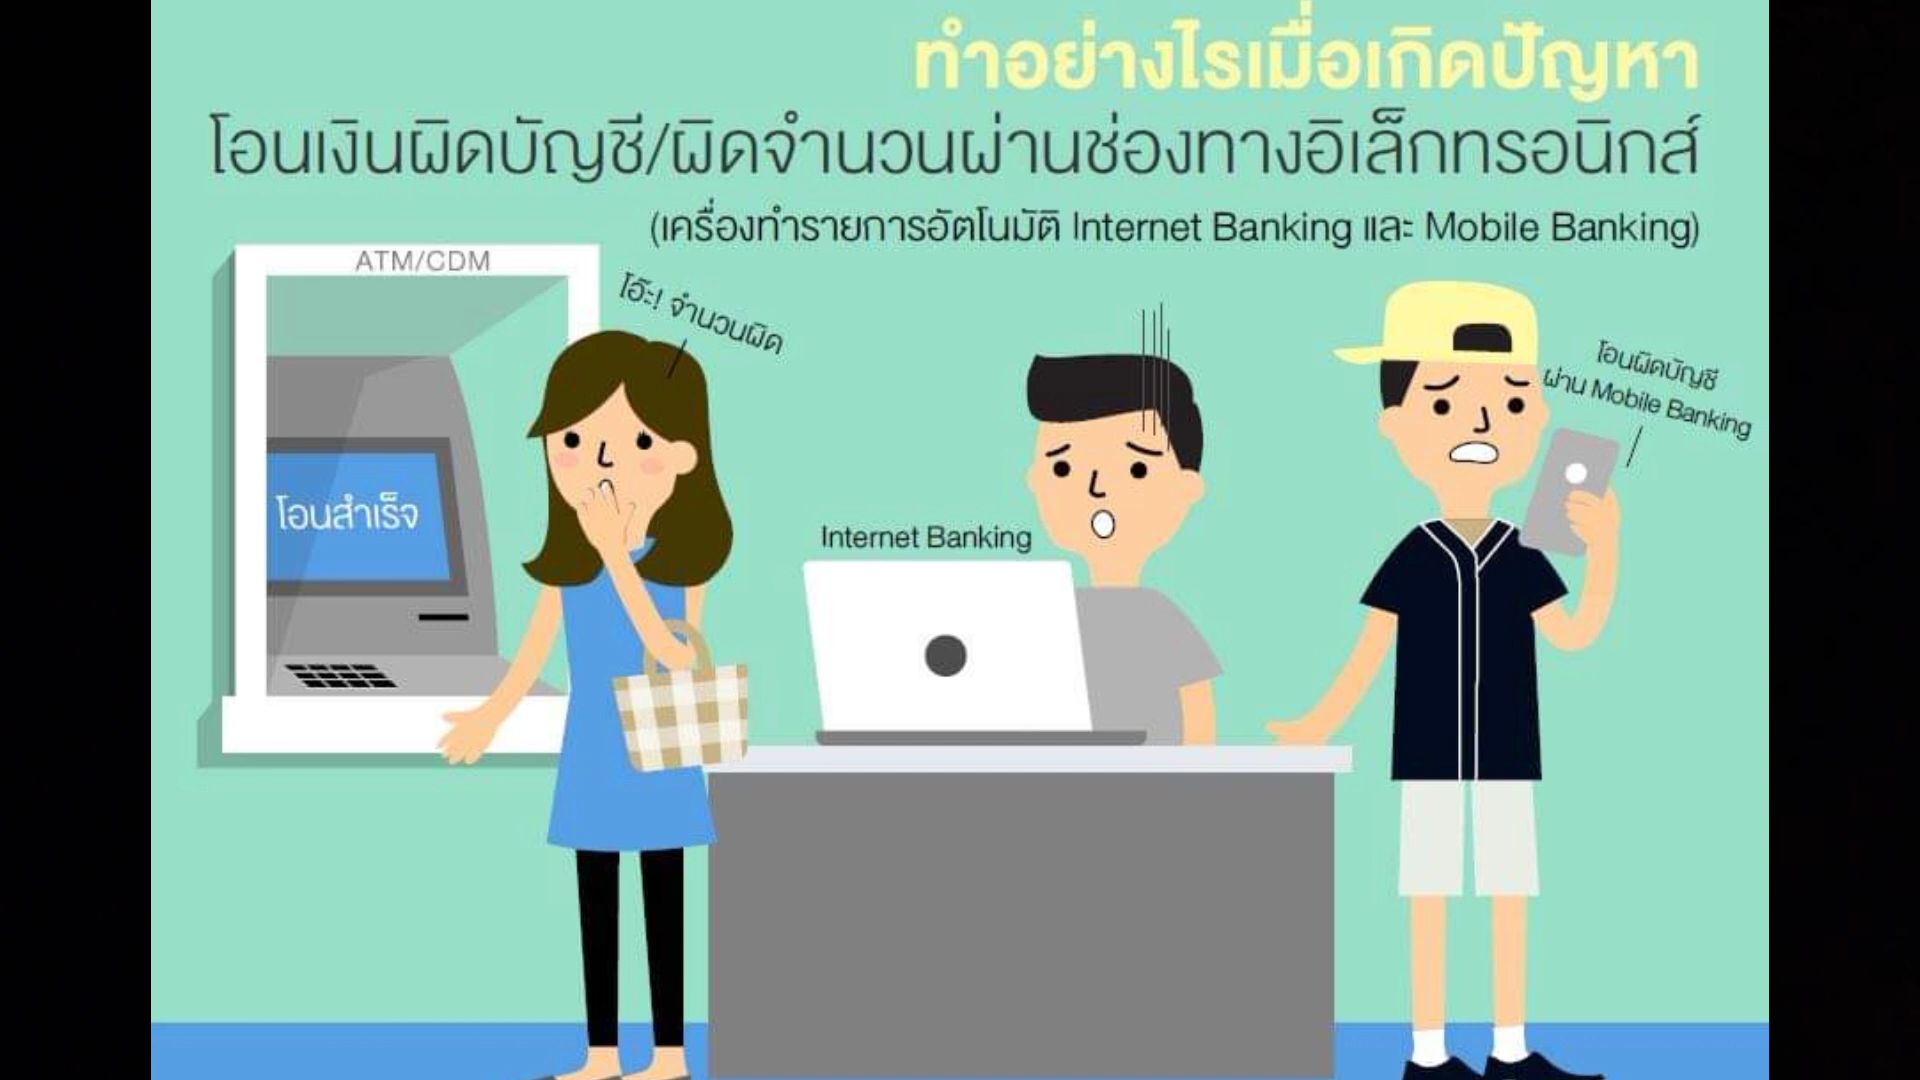 ทำอย่างไรเมื่อเกิดปัญหา
โอนเงินผิดบัญชี/ผิดจำนวนผ่านช่องทางอิเล็กทรอนิกส์
(เครื่องทำรายการอัตโนมัติ Internet Banking และ Mobile Banking)
ATM/CDM
โอ๊ะ! จำนวนผิด
โอนผิดบัญชี
ผ่าน Mobile Banking
โอนสำเร็จ
Internet Banking